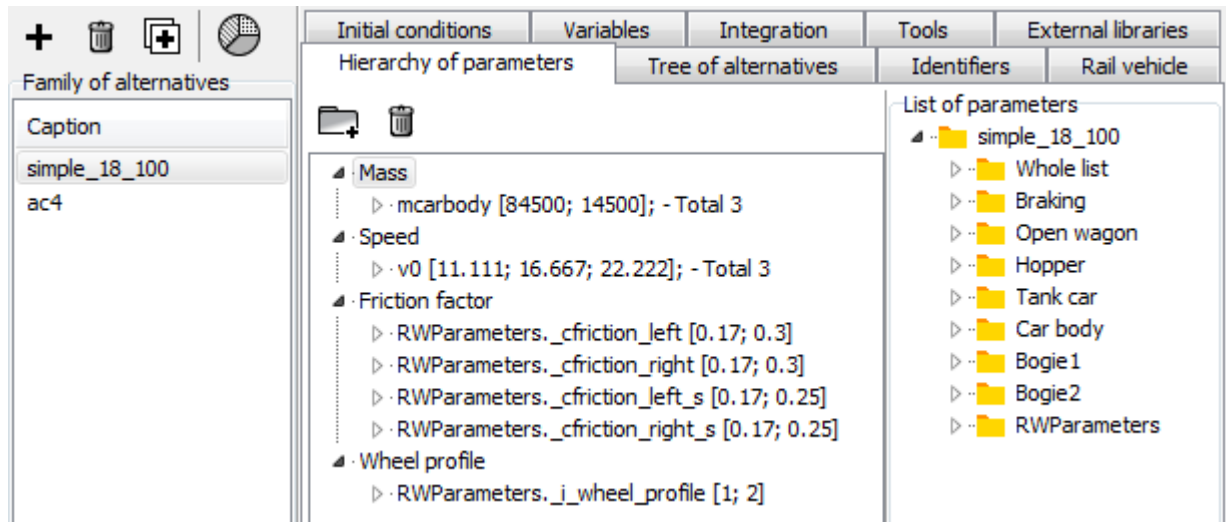 Family of alternatives
Caption
simple_18_100
ac4
Initial conditions
Variables
Integration
Tools
External libraries
Hierarchy of parameters
Tree of alternatives
Identifiers
Rail vehicle
Mass
mcarbody [84500; 14500]; - Total 3
Speed
v0 [11.111; 16.667; 22.222]; - Total 3
Friction factor
RWParameters._cfriction_left [0.17; 0.3]
RWParameters._cfriction_right [0.17; 0.3]
RWParameters._cfriction_left_s [0.17; 0.25]
RWParameters._cfriction_right_s [0.17; 0.25]
Wheel profile
RWParameters._i_wheel_profile [1; 2]
List of parameters
simple_18_100
Whole list
Braking
Open wagon
Hopper
Tank car
Car body
Bogie1
Bogie2
RWParameters